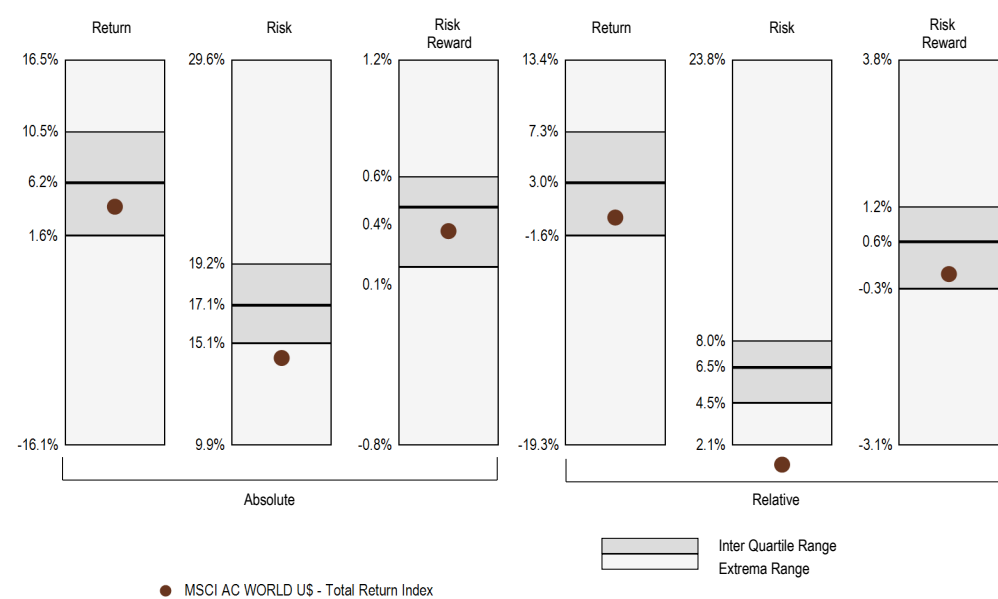 Return
Risk
Risk
Reward
Return
Risk
Risk
Reward
16.5%
29.6%
1.2%
13.4%
23.8%
3.8%
10.5%
7.3%
6.2%
0.6%
3.0%
1.2%
0.4%
0.6%
1.6%
-1.6%
19.2%
0.1%
-0.3%
17.1%
15.1%
8.0%
6.5%
4.5%
-16.1%
9.9%
-0.8%
-19.3%
2.1%
-3.1%
Absolute
Relative
Inter Quartile Range
Extrema Range
MSCI AC WORLD U$ - Total Return Index